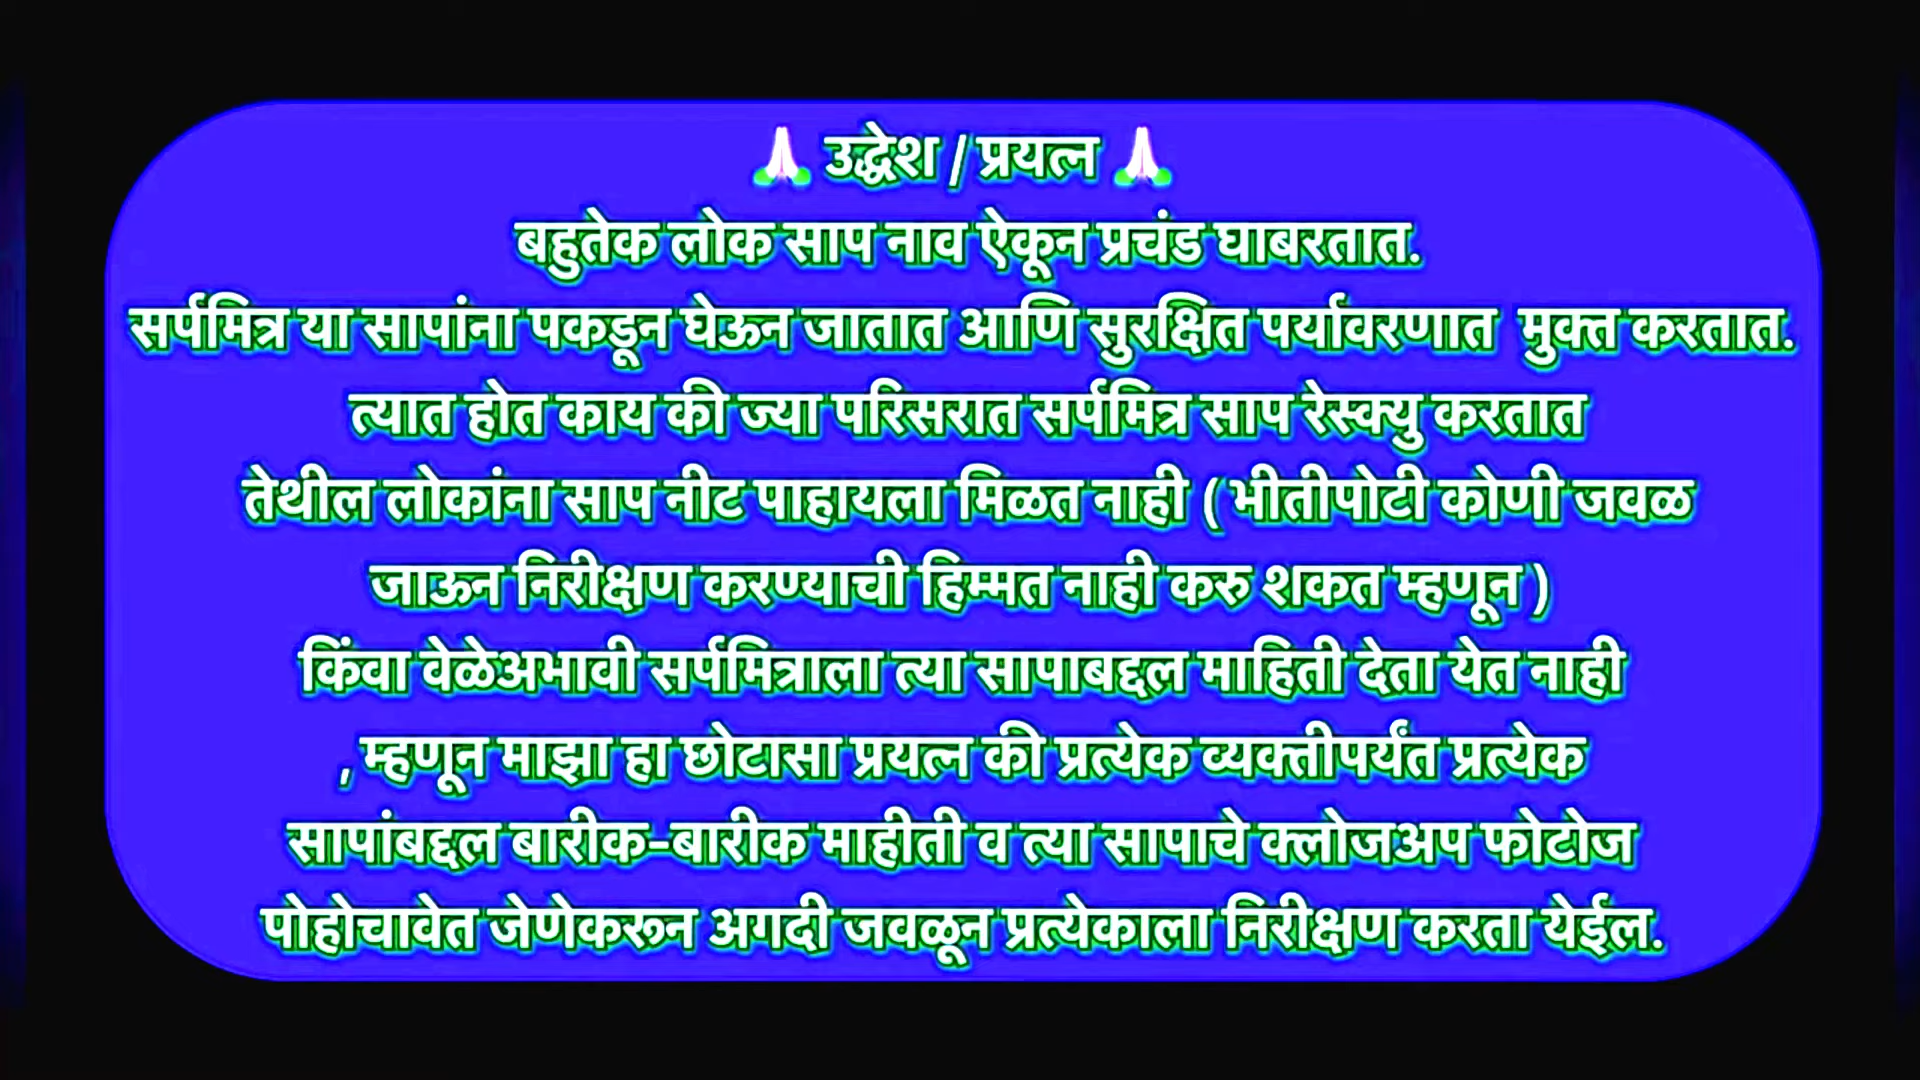 🙏 उद्धेश / प्रयत्न 🙏
बहुतेक लोक साप नाव ऐकून प्रचंड घाबरतात.
सर्पमित्र या सापांना पकडून घेऊन जातात आणि सुरक्षित पर्यावरणात मुक्त करतात.
त्यात होत काय की ज्या परिसरात सर्पमित्र साप रेस्क्यु करतात
तेथील लोकांना साप नीट पाहायला मिळत नाही ( भीतीपोटी कोणी जवळ
जाऊन निरीक्षण करण्याची हिम्मत नाही करु शकत म्हणून )
किंवा वेळेअभावी सर्पमित्राला त्या सापाबद्दल माहिती देता येत नाही
, म्हणून माझा हा छोटासा प्रयत्न की प्रत्येक व्यक्तीपर्यंत प्रत्येक
सापांबद्दल बारीक-बारीक माहीती व त्या सापाचे क्लोजअप फोटोज
पोहोचावेत जेणेकरून अगदी जवळून प्रत्येकाला निरीक्षण करता येईल.